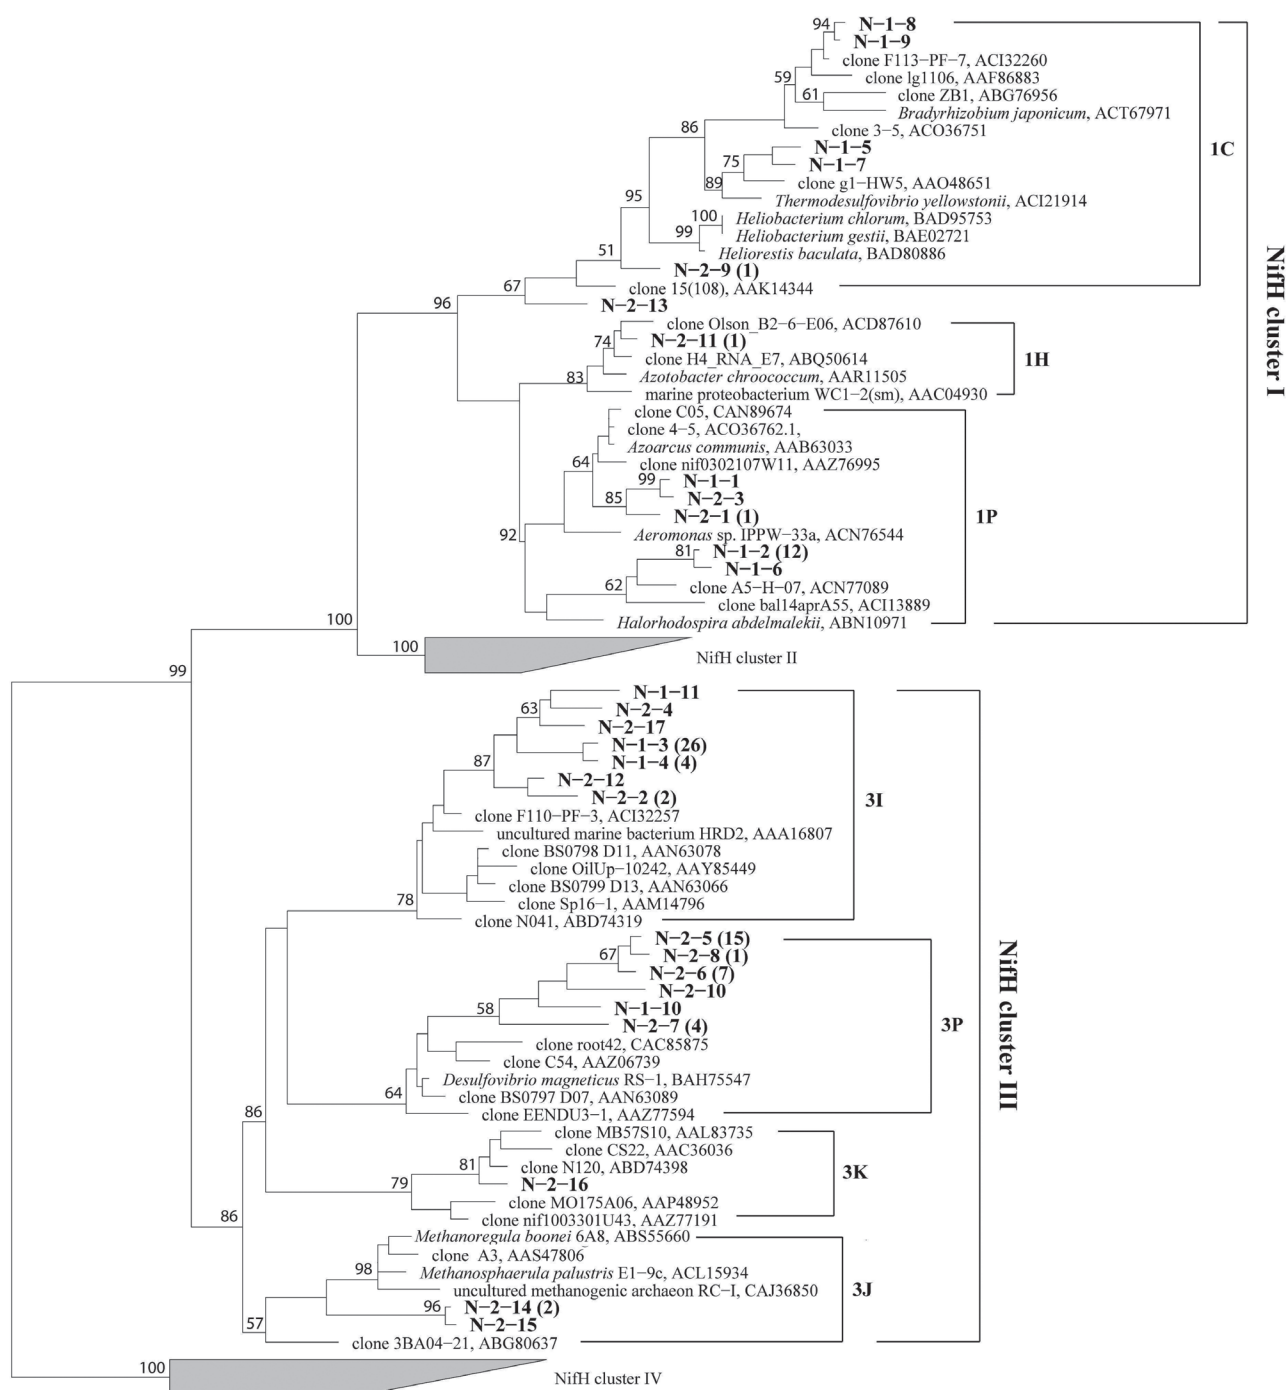 94
N−1−8
N−1−9
clone F113−PF−7, ACI32260
clone lg1106, AAF86883
59
61
clone ZB1, ABG76956
Bradyrhizobium japonicum, ACT67971
clone 3−5, ACO36751
86
N−1−5
75
N−1−7
1C
89
clone g1−HW5, AAO48651
Thermodesulfovibrio yellowstonii, ACI21914
95
100
Heliobacterium chlorum, BAD95753
99
Heliobacterium gestii, BAE02721
Heliorestis baculata, BAD80886
51
N−2−9 (1)
67
clone 15(108), AAK14344
96
N−2−13
NifH cluster I
clone Olson_B2−6−E06, ACD87610
74
N−2−11 (1)
clone H4_RNA_E7, ABQ50614
1H
83
Azotobacter chroococcum, AAR11505
marine proteobacterium WC1−2(sm), AAC04930
clone C05, CAN89674
clone 4−5, ACO36762.1,
Azoarcus communis, AAB63033
64
clone nif0302107W11, AAZ76995
99
N−1−1
85
N−2−3
N−2−1 (1)
1P
92
Aeromonas sp. IPPW−33a, ACN76544
81
N−1−2 (12)
N−1−6
62
clone A5−H−07, ACN77089
clone bal14aprA55, ACI13889
100
Halorhodospira abdelmalekii, ABN10971
100
NifH cluster II
99
N−1−11
63
N−2−4
N−2−17
N−1−3 (26)
87
N−1−4 (4)
N−2−12
N−2−2 (2)
3I
clone F110−PF−3, ACI32257
uncultured marine bacterium HRD2, AAA16807
clone BS0798 D11, AAN63078
clone OilUp−10242, AAY85449
clone BS0799 D13, AAN63066
78
clone Sp16−1, AAM14796
clone N041, ABD74319
N−2−5 (15)
67
N−2−8 (1)
N−2−6 (7)
N−2−10
58
N−1−10
N−2−7 (4)
3P
NifH cluster III
clone root42, CAC85875
clone C54, AAZ06739
Desulfovibrio magneticus RS−1, BAH75547
64
clone BS0797 D07, AAN63089
86
clone EENDU3−1, AAZ77594
clone MB57S10, AAL83735
clone CS22, AAC36036
81
clone N120, ABD74398
3K
79
N−2−16
clone MO175A06, AAP48952
86
clone nif1003301U43, AAZ77191
Methanoregula boonei 6A8, ABS55660
clone A3, AAS47806
98
Methanosphaerula palustris E1−9c, ACL15934
uncultured methanogenic archaeon RC−I, CAJ36850
3J
96
N−2−14 (2)
57
N−2−15
clone 3BA04−21, ABG80637
100
NifH cluster IV